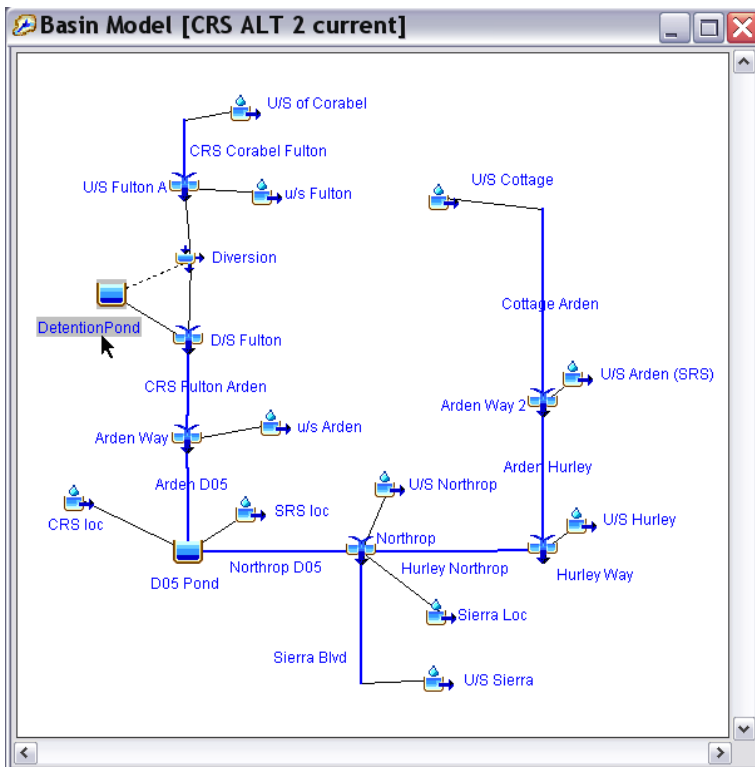 Basin Model [CRS ALT 2 current]
U/S of Corabel
CRS Corabel Fulton
U/S Fulton A
u/s Fulton
U/S Cottage
Diversion
DetentionPond
Cottage Arden
D/S Fulton
CRS Fulton Arden
U/S Arden (SRS)
Arden Way 2
Arden Way
u/s Arden
Arden Hurley
Arden D05
U/S Northrop
CRS loc
SRS loc
U/S Hurley
Northrop
Northrop D05
Hurley Northrop
Hurley Way
D05 Pond
Sierra Loc
Sierra Blvd
U/S Sierra